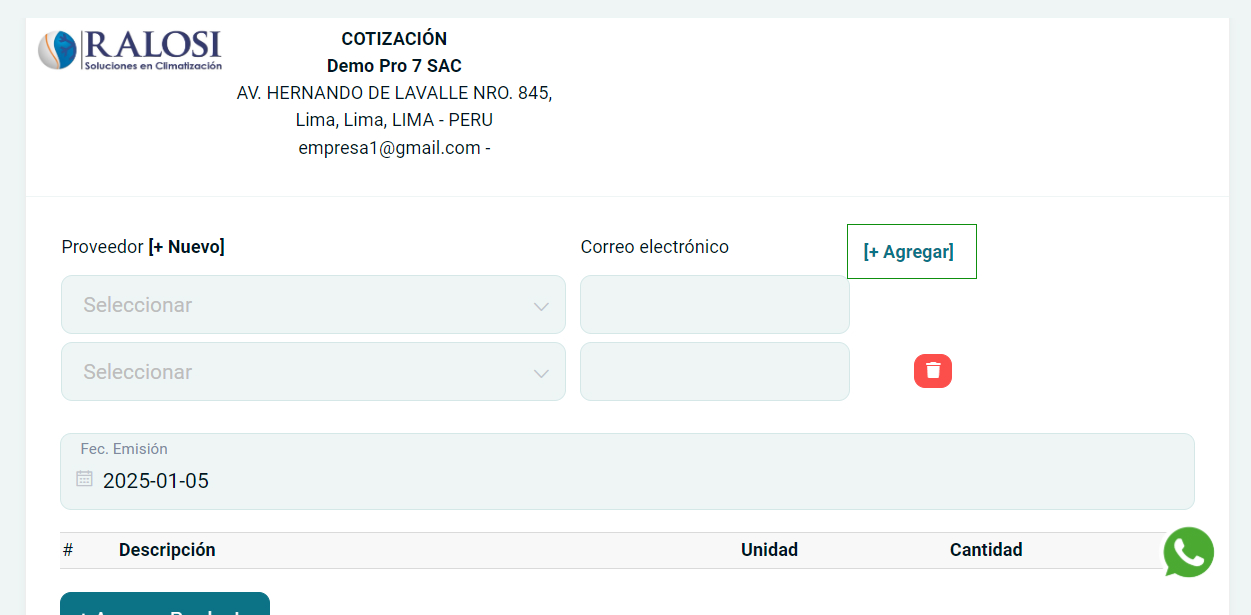 RALOSI
Soluciones en Climatización
COTIZACIÓN
Demo Pro 7 SAC
AV. HERNANDO DE LAVALLE NRO. 845,
Lima, Lima, LIMA - PERU
empresa1@gmail.com -
Proveedor [+ Nuevo]
Correo electrónico
[+ Agregar]
Seleccionar
Seleccionar
Fec. Emisión
2025-01-05
# Descripción Unidad Cantidad